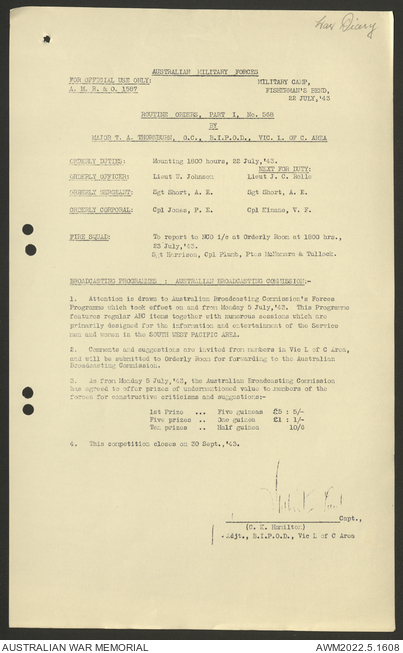 War Diary
AUSTRALIAN MILITARY FORCES
FOR OFFICIAL USE ONLY:
MILITARY CAMP,
A. M. R. & O. 1587
FISHERMAN'S BEND,
22 JULY,'43
ROUTINE ORDERS, PART I, No. 268
BY
MAJOR T. A. THORNBURN, O.C., B.I.P.O.D., VIC. L. OF C. AREA
ORDERLY DUTIES: Mounting 1800 hours, 22 July,'43.
NEXT FOR DUTY:
ORDERLY OFFICER: Lieut Z. Johnson Lieut J. C. Rolls
ORDERLY SERGEANT: Sgt Short, A. E. Sgt Short, A. E.
ORDERLY CORPORAL: Cpl Jones, P. E. Cpl Kinane, V. F.
FIRE SQUAD: To report to NCO i/c at Orderly Room at 1800 hrs.,
23 July,'43.
Sgt Harrison, Cpl Plumb, Ptes McNamara & Tulloch.
BROADCASTING PROGRAMMES : AUSTRALIAN BROADCASTING COMMISSION:-
1. Attention is drawn to Australian Broadcasting Commission's Forces
Programme which took effect on and from Monday 5 July,'43. This Programme
features regular ABC items together with numerous sessions which are
primarily designed for the information and entertainment of the Service
men and women in the SOUTH WEST PACIFIC AREA.
2. Comments and suggestions are invited from members in Vic L of C Area,
and will be submitted to Orderly Room for forwarding to the Australian
Broadcasting Commission.
3. As from Monday 5 July,'43, the Australian Broadcasting Commission
has agreed to offer prizes of undermentioned value to members of the
forces for constructive criticisms and suggestions:-
1st Prize ... Five guineas £5 : 5/-
Five prizes .. One guinea £1 : 1/-
Ten prizes .. Half guinea 10/6
4. This competition closes on 30 Sept.,'43.
Capt.,
(C. K. Hamilton)
Adjt., B.I.P.O.D., Vic L of C Area
AUSTRALIAN WAR MEMORIAL
AWM2022.5.1608